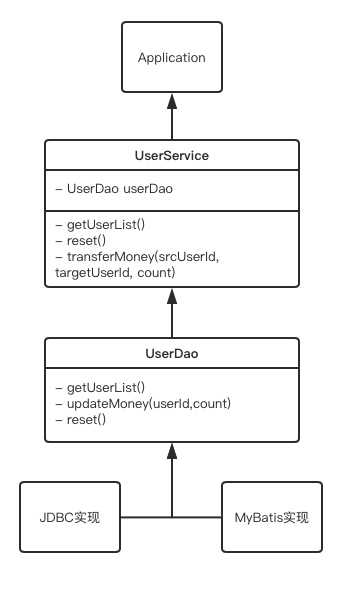 Application
UserService
– UserDao userDao
– getUserList()
– reset()
– transferMoney(srcUserId,
targetUserId, count)
UserDao
– getUserList()
– updateMoney(userId,count)
– reset()
JDBC实现
MyBatis实现